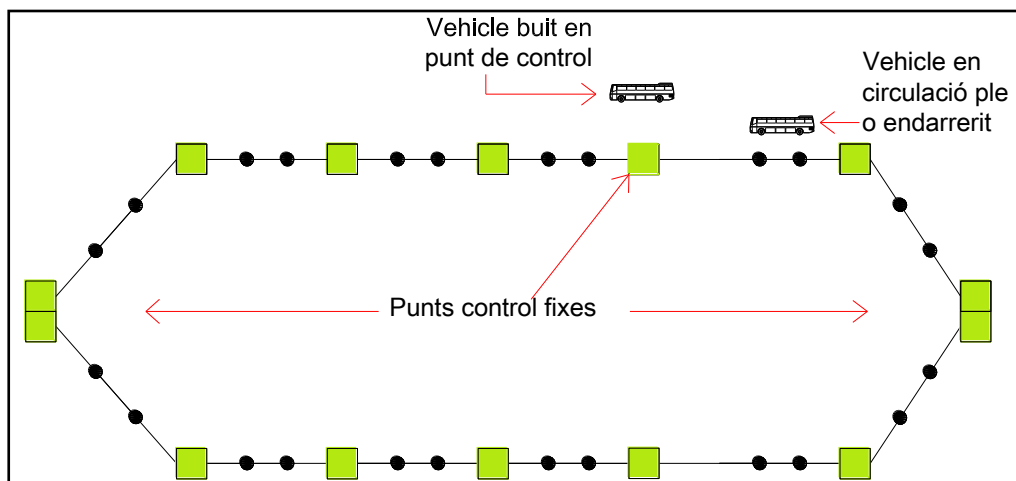 Vehicle buit en
punt de control
Vehicle en
circulació ple
o endarrerit
Punts control fixes